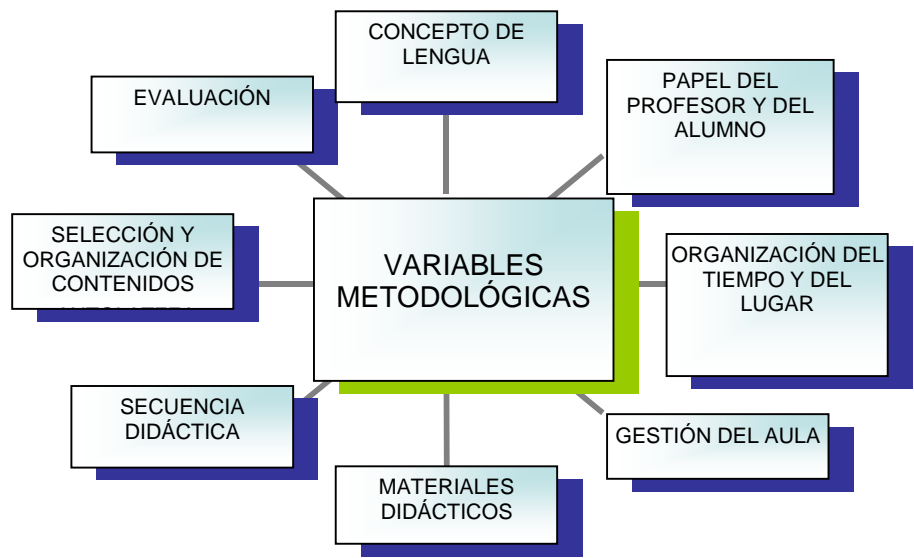 CONCEPTO DE
LENGUA
EVALUACIÓN
PAPEL DEL
PROFESOR Y DEL
ALUMNO
SELECCIÓN Y
ORGANIZACIÓN DE
CONTENIDOS
VARIABLES
METODOLÓGICAS
ORGANIZACIÓN DEL
TIEMPO Y DEL
LUGAR
SECUENCIA
DIDÁCTICA
GESTIÓN DEL AULA
MATERIALES
DIDÁCTICOS